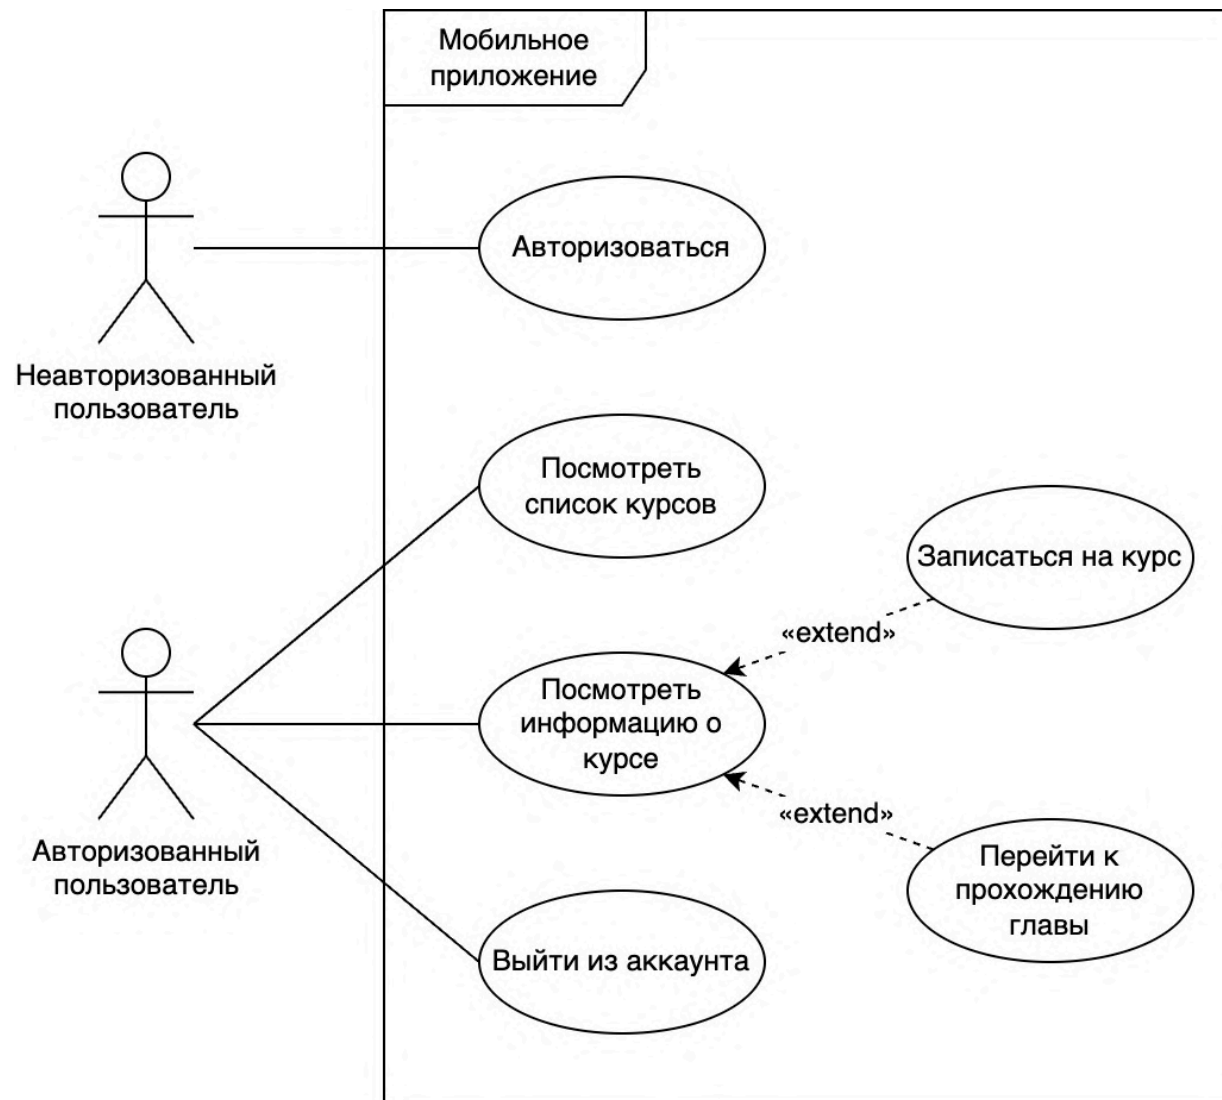 Мобильное
приложение
Авторизоваться
Неавторизованный
пользователь
Посмотреть
список курсов
Записаться на курс
«extend»
Посмотреть
информацию о
курсе
«extend»
Перейти к
прохождению
главы
Авторизованный
пользователь
Выйти из аккаунта